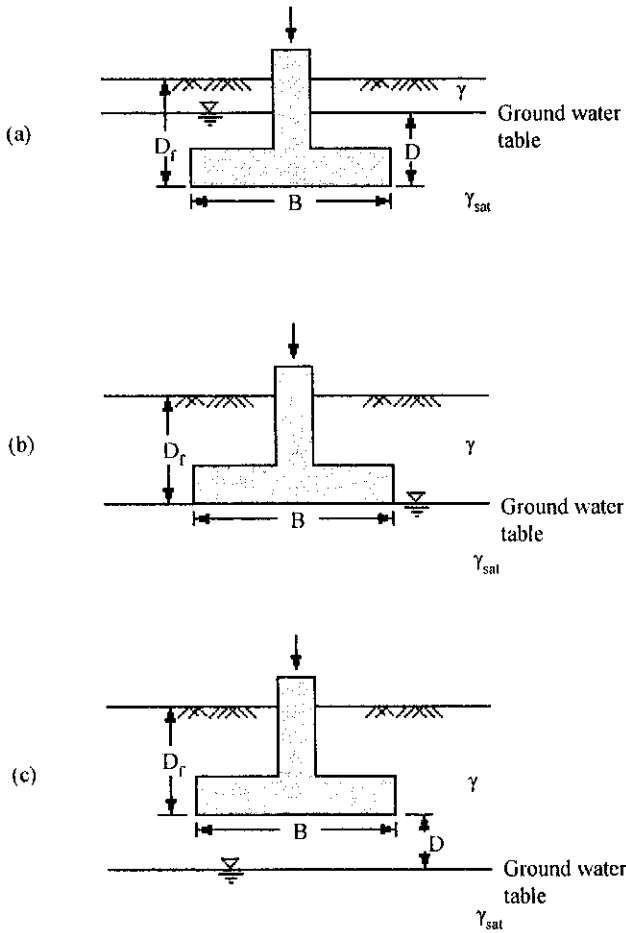 γ
Ground water
table
(a)
D_f
D
B
γ_sat
(b)
D_f
γ
B
Ground water
table
γ_sat
(c)
D_f
γ
B
D
Ground water
table
γ_sat